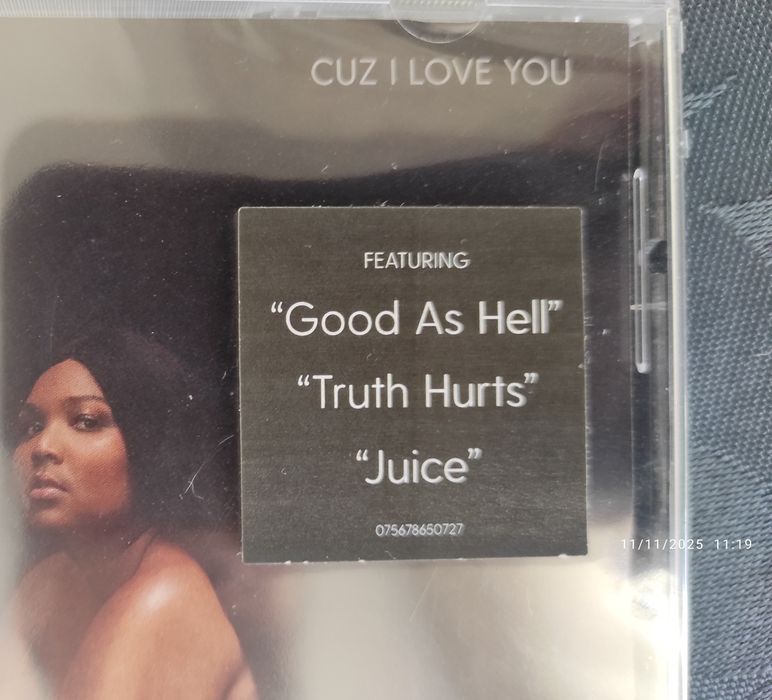 CUZ I LOVE YOU
FEATURING
“Good As Hell”
“Truth Hurts”
“Juice”
075678650727
11/11/2025 11:19